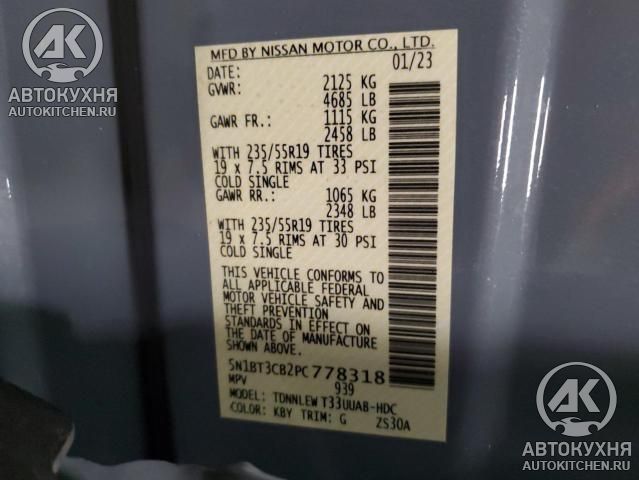 АВТОКУХНЯ
AUTOKITCHEN.RU
MFD BY NISSAN MOTOR CO., LTD.
DATE: 01/23
GVWR: 2125 KG
4685 LB
GAWR FR.: 1115 KG
2458 LB
WITH 235/55R19 TIRES
19 x 7.5 RIMS AT 33 PSI
COLD SINGLE
GAWR RR.: 1065 KG
2348 LB
WITH 235/55R19 TIRES
19 x 7.5 RIMS AT 30 PSI
COLD SINGLE
THIS VEHICLE CONFORMS TO
ALL APPLICABLE FEDERAL
MOTOR VEHICLE SAFETY AND
THEFT PREVENTION
STANDARDS IN EFFECT ON
THE DATE OF MANUFACTURE
SHOWN ABOVE.
5N1BT3CB2PC778318
MPV 939
MODEL: TDNNLEW T33UUAB-HDC
COLOR: KBY TRIM: G ZS30A
АВТОКУХНЯ
AUTOKITCHEN.RU